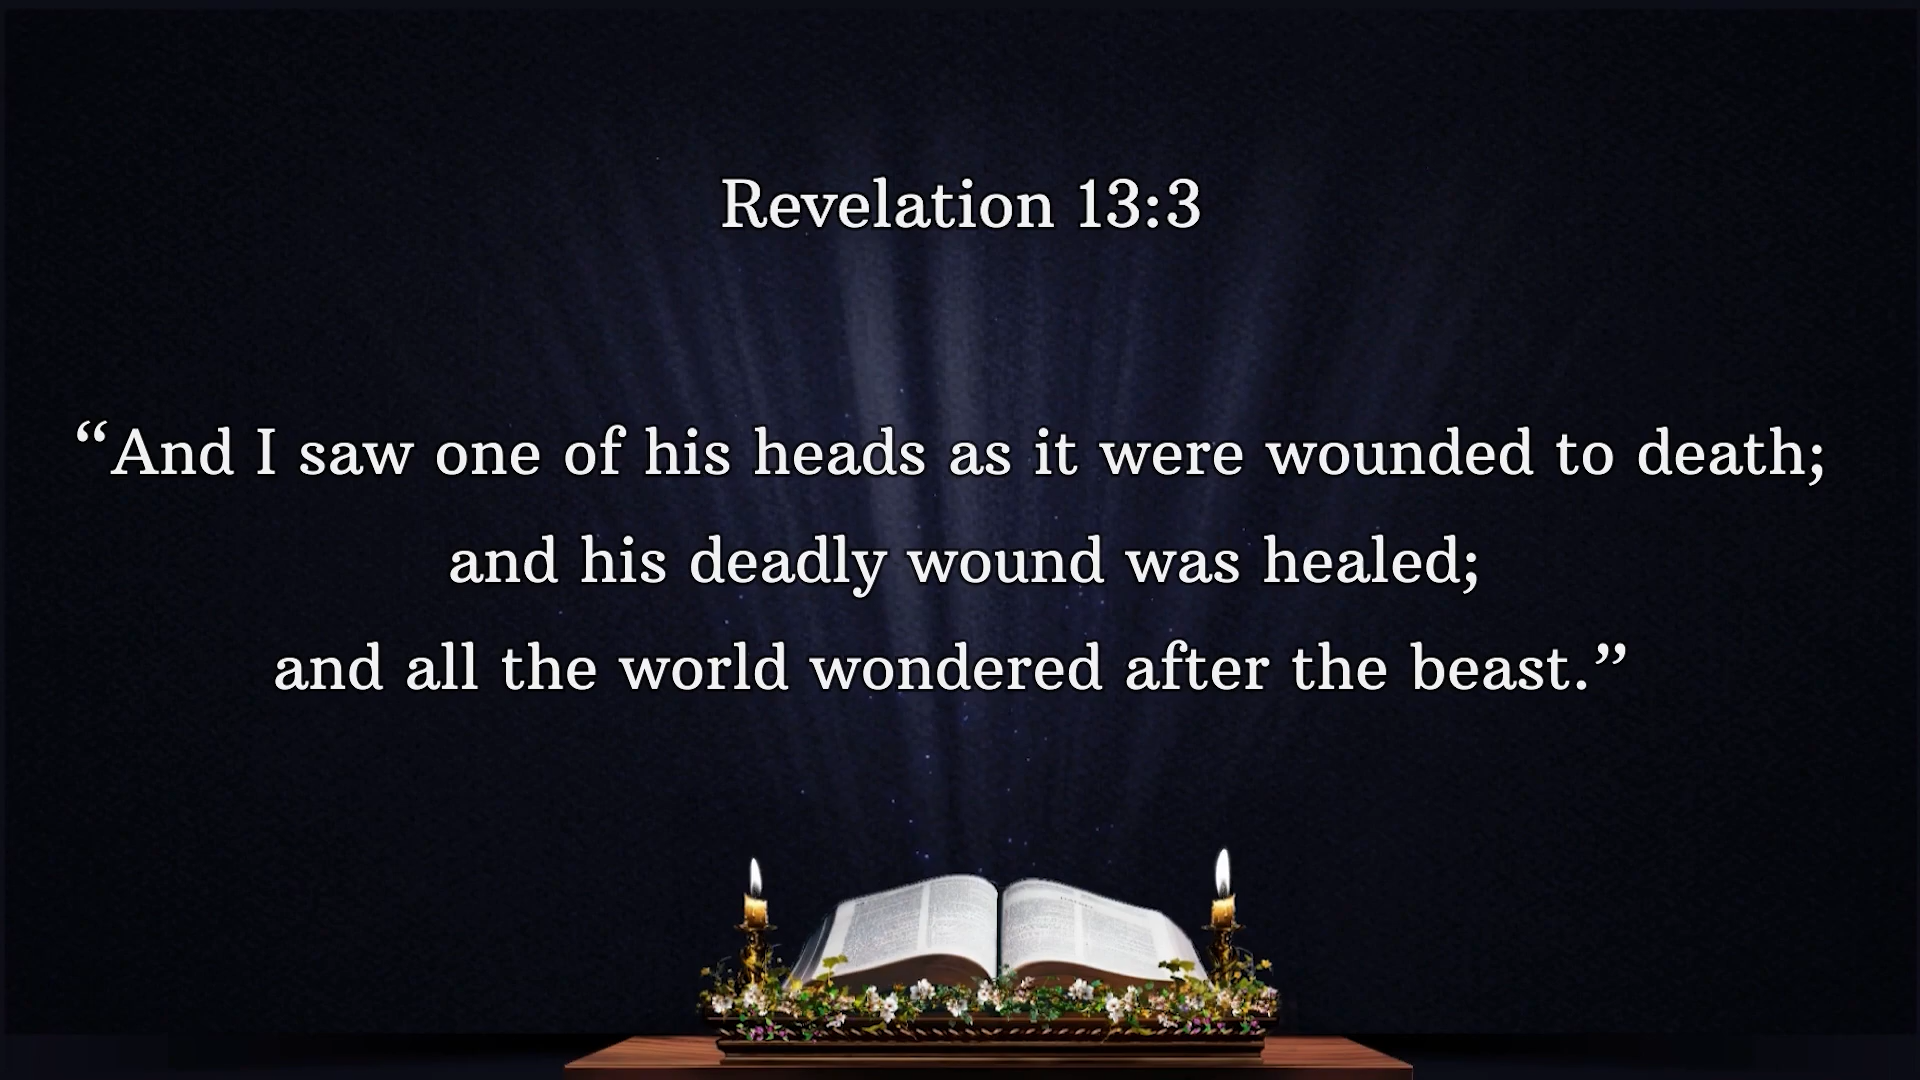 Revelation 13:3
“And I saw one of his heads as it were wounded to death;
and his deadly wound was healed;
and all the world wondered after the beast.”